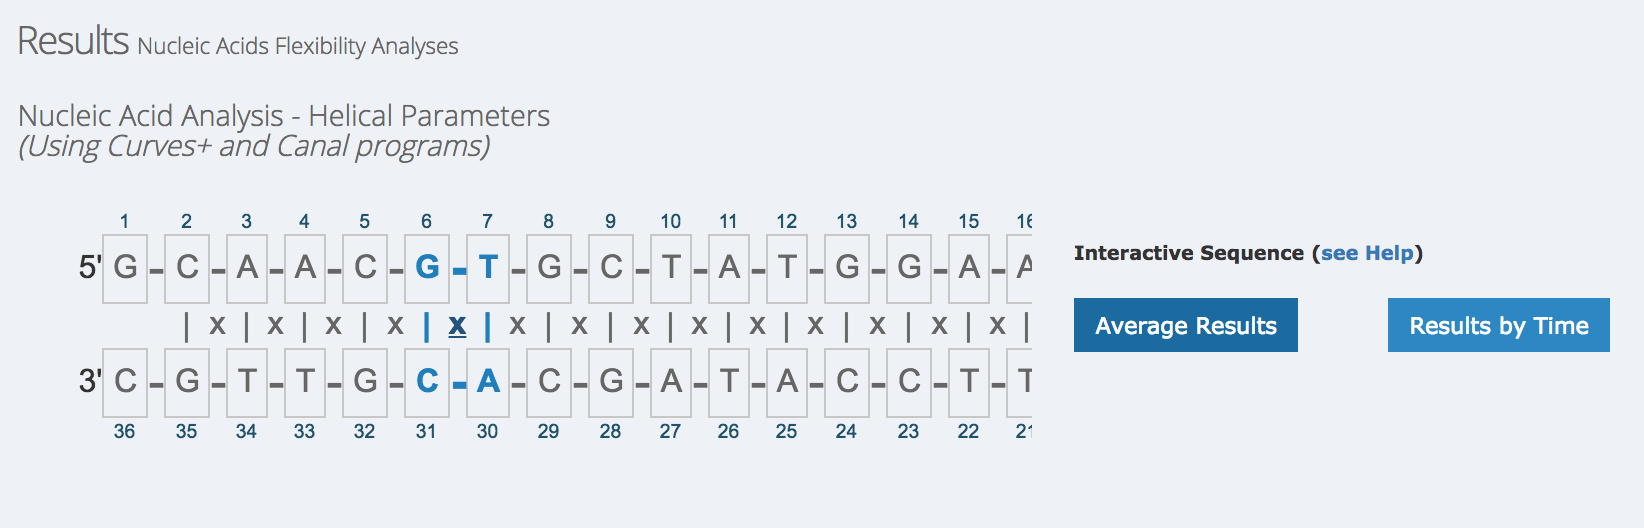 Results Nucleic Acids Flexibility Analyses
Nucleic Acid Analysis - Helical Parameters
(Using Curves+ and Canal programs)
1 2 3 4 5 6 7 8 9 10 11 12 13 14 15 16
5' G - C - A - A - C - G - T - G - C - T - A - T - G - G - A - A
| x | x | x | x | x | x | x | x | x | x | x | x | x | x |
3' C - G - T - T - G - C - A - C - G - A - T - A - C - C - T - T
36 35 34 33 32 31 30 29 28 27 26 25 24 23 22 21
Interactive Sequence (see Help)
Average Results Results by Time